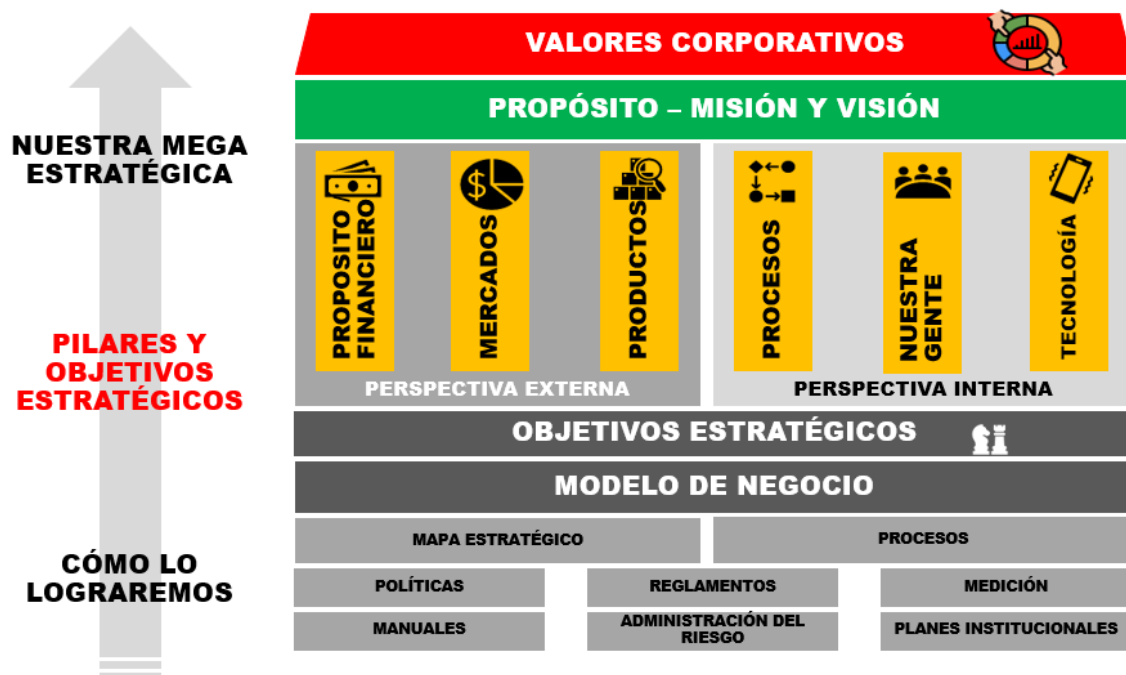 VALORES CORPORATIVOS
PROPÓSITO – MISIÓN Y VISIÓN
NUESTRA MEGA
ESTRATÉGICA
PROPOSITO
FINANCIERO
MERCADOS
PRODUCTOS
PROCESOS
NUESTRA
GENTE
TECNOLOGÍA
PILARES Y
OBJETIVOS
ESTRATÉGICOS
PERSPECTIVA EXTERNA
PERSPECTIVA INTERNA
OBJETIVOS ESTRATÉGICOS
MODELO DE NEGOCIO
CÓMO LO
LOGRAREMOS
MAPA ESTRATÉGICO
PROCESOS
POLÍTICAS
REGLAMENTOS
MEDICIÓN
MANUALES
ADMINISTRACIÓN DEL
RIESGO
PLANES INSTITUCIONALES